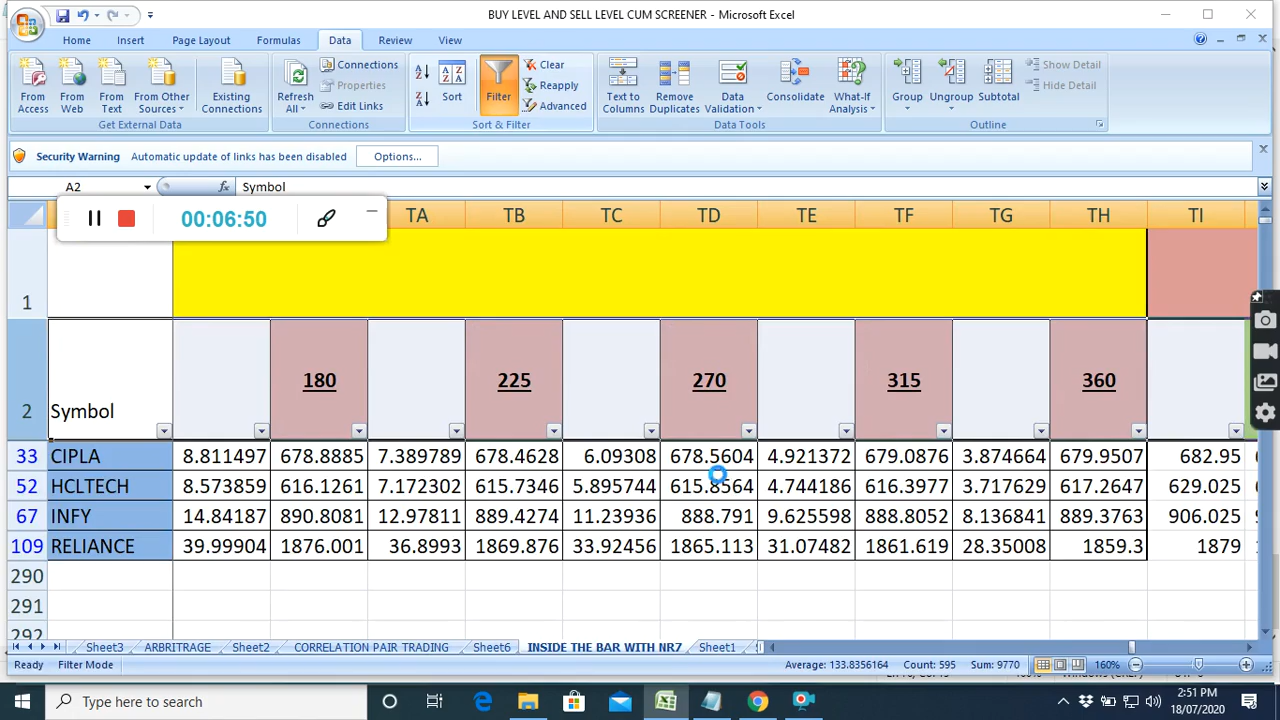 BUY LEVEL AND SELL LEVEL CUM SCREENER - Microsoft Excel
Home Insert Page Layout Formulas Data Review View
From Access
From Web
From Text
From Other Sources
Existing Connections
Get External Data
Refresh All
Connections
Properties
Edit Links
Connections
Sort
Filter
Clear
Reapply
Advanced
Sort & Filter
Text to Columns
Remove Duplicates
Data Validation
Consolidate
What-If Analysis
Data Tools
Group
Ungroup
Subtotal
Show Detail
Hide Detail
Outline
Security Warning Automatic update of links has been disabled Options...
A2 fx Symbol
00:06:50
TA TB TC TD TE TF TG TH TI
1
2 Symbol 180 225 270 315 360
33 CIPLA 8.811497 678.8885 7.389789 678.4628 6.09308 678.5604 4.921372 679.0876 3.874664 679.9507 682.95
52 HCLTECH 8.573859 616.1261 7.172302 615.7346 5.895744 615.8564 4.744186 616.3977 3.717629 617.2647 629.025
67 INFY 14.84187 890.8081 12.97811 889.4274 11.23936 888.791 9.625598 888.8052 8.136841 889.3763 906.025
109 RELIANCE 39.99904 1876.001 36.8993 1869.876 33.92456 1865.113 31.07482 1861.619 28.35008 1859.3 1879
290
291
292
Sheet3 ARBRITRAGE Sheet2 CORRELATION PAIR TRADING Sheet6 INSIDE THE BAR WITH NR7 Sheet1
Ready Filter Mode Average: 133.8356164 Count: 595 Sum: 9770 160%
Type here to search
2:51 PM
18/07/2020